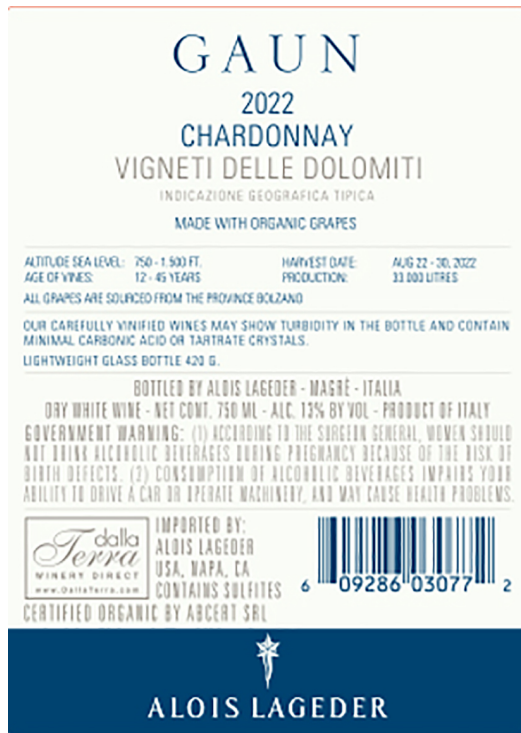 GAUN
2022
CHARDONNAY
VIGNETI DELLE DOLOMITI
INDICAZIONE GEOGRAFICA TIPICA
MADE WITH ORGANIC GRAPES
ALTITUDE SEA LEVEL: 750 - 1.500 FT. HARVEST DATE: AUG 22 - 30, 2022
AGE OF VINES: 12 - 45 YEARS PRODUCTION: 33.000 LITRES
ALL GRAPES ARE SOURCED FROM THE PROVINCE BOLZANO
OUR CAREFULLY VINIFIED WINES MAY SHOW TURBIDITY IN THE BOTTLE AND CONTAIN
MINIMAL CARBONIC ACID OR TARTRATE CRYSTALS.
LIGHTWEIGHT GLASS BOTTLE 420 G.
BOTTLED BY ALOIS LAGEDER - MAGRÈ - ITALIA
DRY WHITE WINE - NET CONT. 750 ML - ALC. 13% BY VOL - PRODUCT OF ITALY
GOVERNMENT WARNING: (1) ACCORDING TO THE SURGEON GENERAL, WOMEN SHOULD
NOT DRINK ALCOHOLIC BEVERAGES DURING PREGNANCY BECAUSE OF THE RISK OF
BIRTH DEFECTS. (2) CONSUMPTION OF ALCOHOLIC BEVERAGES IMPAIRS YOUR
ABILITY TO DRIVE A CAR OR OPERATE MACHINERY, AND MAY CAUSE HEALTH PROBLEMS.
dalla
Terra
WINERY DIRECT
www.DallaTerra.com
IMPORTED BY:
ALOIS LAGEDER
USA, NAPA, CA
CONTAINS SULFITES
6 09286 03077 2
CERTIFIED ORGANIC BY ABCERT SRL
ALOIS LAGEDER